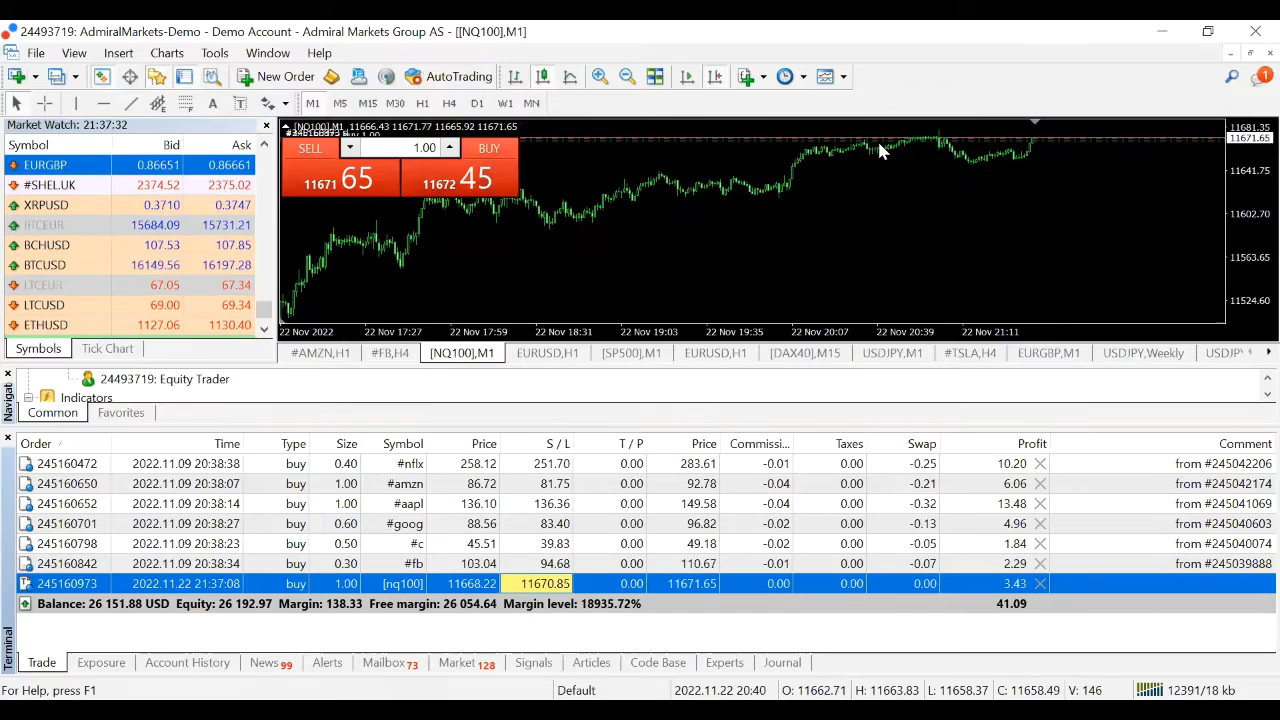 24493719: AdmiralMarkets-Demo - Demo Account - Admiral Markets Group AS - [[NQ100],M1]
File View Insert Charts Tools Window Help
New Order AutoTrading 1
A T M1 M5 M15 M30 H1 H4 D1 W1 MN
Market Watch: 21:37:32
Symbol Bid Ask
EURGBP 0.86651 0.86661
#SHELUK 2374.52 2375.02
XRPUSD 0.3710 0.3747
BTCEUR 15684.09 15731.21
BCHUSD 107.53 107.85
BTCUSD 16149.56 16197.28
LTCEUR 67.05 67.34
LTCUSD 69.00 69.34
ETHUSD 1127.06 1130.40
Symbols Tick Chart
[NQ100],M1 11666.43 11671.77 11665.92 11671.65
SELL 1.00 BUY
11671 65 11672 45
11681.35
11671.65
11641.75
11602.70
11563.65
11524.60
22 Nov 2022 22 Nov 17:27 22 Nov 17:59 22 Nov 18:31 22 Nov 19:03 22 Nov 19:35 22 Nov 20:07 22 Nov 20:39 22 Nov 21:11
#AMZN,H1 #FB,H4 [NQ100],M1 EURUSD,H1 [SP500],M1 EURUSD,H1 [DAX40],M15 USDJPY,M1 #TSLA,H4 EURGBP,M1 USDJPY,Weekly USDJPY
Navigat
24493719: Equity Trader
Indicators
Common Favorites
Order Time Type Size Symbol Price S / L T / P Price Commissi... Taxes Swap Profit Comment
245160472 2022.11.09 20:38:38 buy 0.40 #nflx 258.12 251.70 0.00 283.61 -0.01 0.00 -0.25 10.20 from #245042206
245160650 2022.11.09 20:38:07 buy 1.00 #amzn 86.72 81.75 0.00 92.78 -0.04 0.00 -0.21 6.06 from #245042174
245160652 2022.11.09 20:38:14 buy 1.00 #aapl 136.10 136.36 0.00 149.58 -0.04 0.00 -0.32 13.48 from #245041069
245160701 2022.11.09 20:38:27 buy 0.60 #goog 88.56 83.40 0.00 96.82 -0.02 0.00 -0.13 4.96 from #245040603
245160798 2022.11.09 20:38:23 buy 0.50 #c 45.51 39.83 0.00 49.18 -0.02 0.00 -0.05 1.84 from #245040074
245160842 2022.11.09 20:38:34 buy 0.30 #fb 103.04 94.68 0.00 110.67 -0.01 0.00 -0.07 2.29 from #245039888
245160973 2022.11.22 21:37:08 buy 1.00 [nq100] 11668.22 11670.85 0.00 11671.65 0.00 0.00 0.00 3.43
Balance: 26 151.88 USD Equity: 26 192.97 Margin: 138.33 Free margin: 26 054.64 Margin level: 18935.72% 41.09
Terminal
Trade Exposure Account History News 99 Alerts Mailbox 73 Market 128 Signals Articles Code Base Experts Journal
For Help, press F1 Default 2022.11.22 20:40 O: 11662.71 H: 11663.83 L: 11658.37 C: 11658.49 V: 146 12391/18 kb